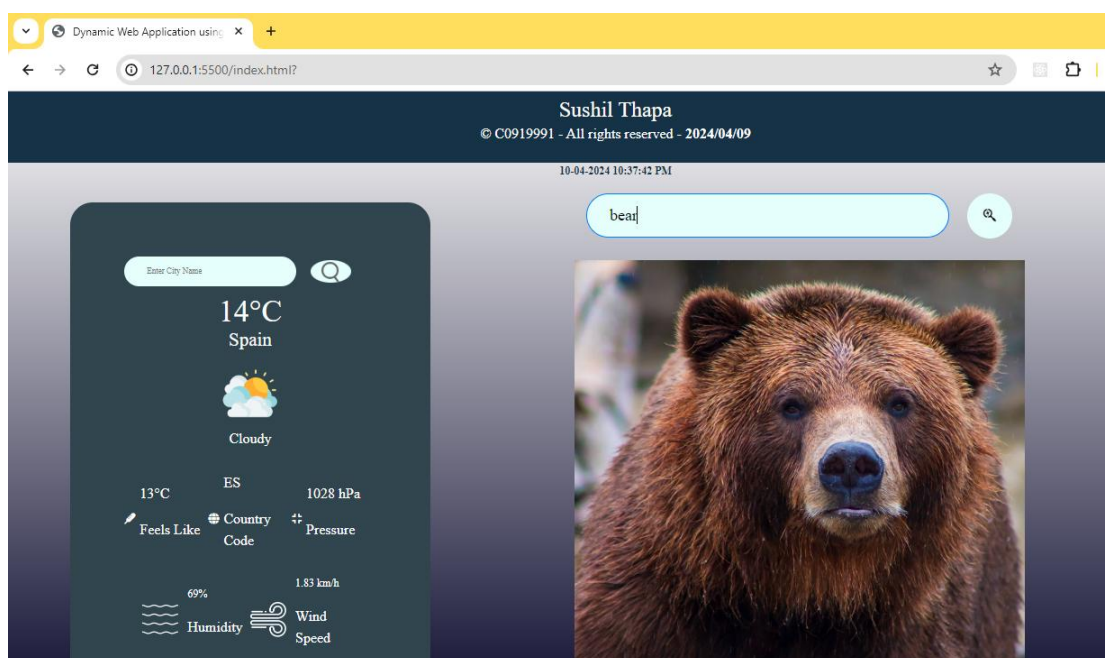 Dynamic Web Application using
127.0.0.1:5500/index.html?
Sushil Thapa
© C0919991 - All rights reserved - 2024/04/09
10-04-2024 10:37:42 PM
bear
Enter City Name
14°C
Spain
Cloudy
13°C
Feels Like
ES
Country
Code
1028 hPa
Pressure
69%
Humidity
1.83 km/h
Wind
Speed